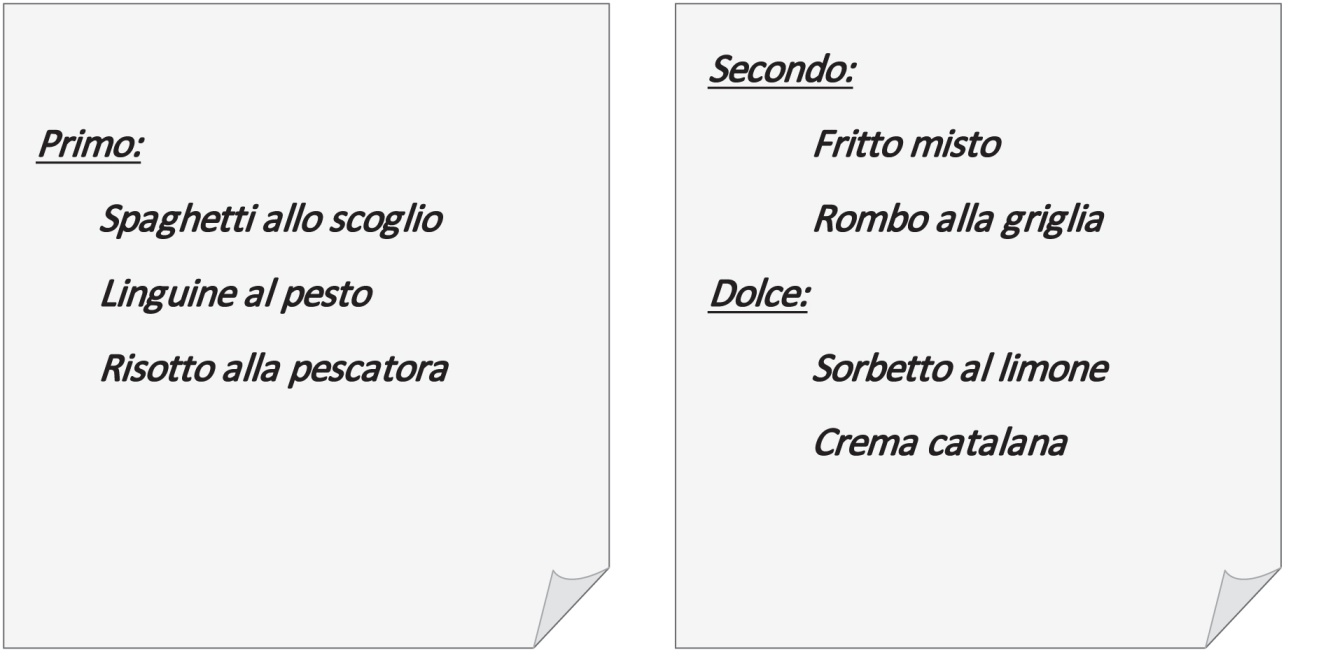 Primo:
Spaghetti allo scoglio
Linguine al pesto
Risotto alla pescatora
Secondo:
Fritto misto
Rombo alla griglia
Dolce:
Sorbetto al limone
Crema catalana